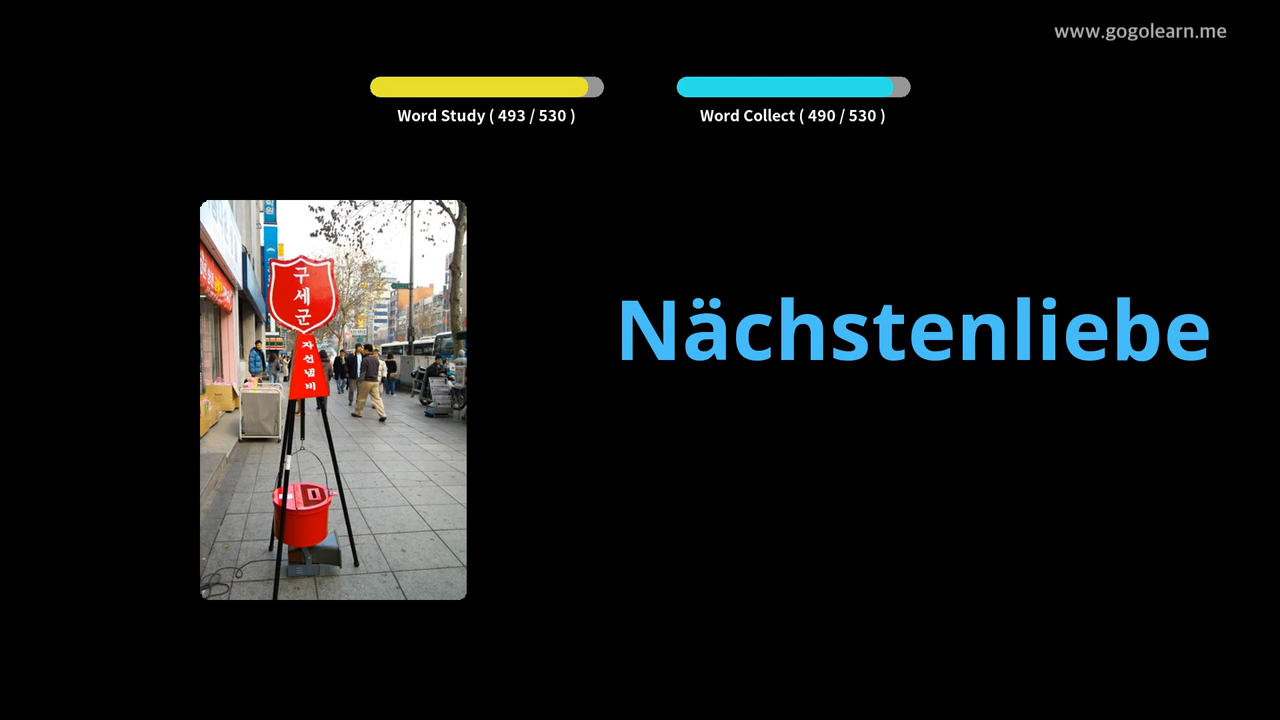 www.gogolearn.me
Word Study ( 493 / 530 )
Word Collect ( 490 / 530 )
구세군
자선냄비
Nächstenliebe